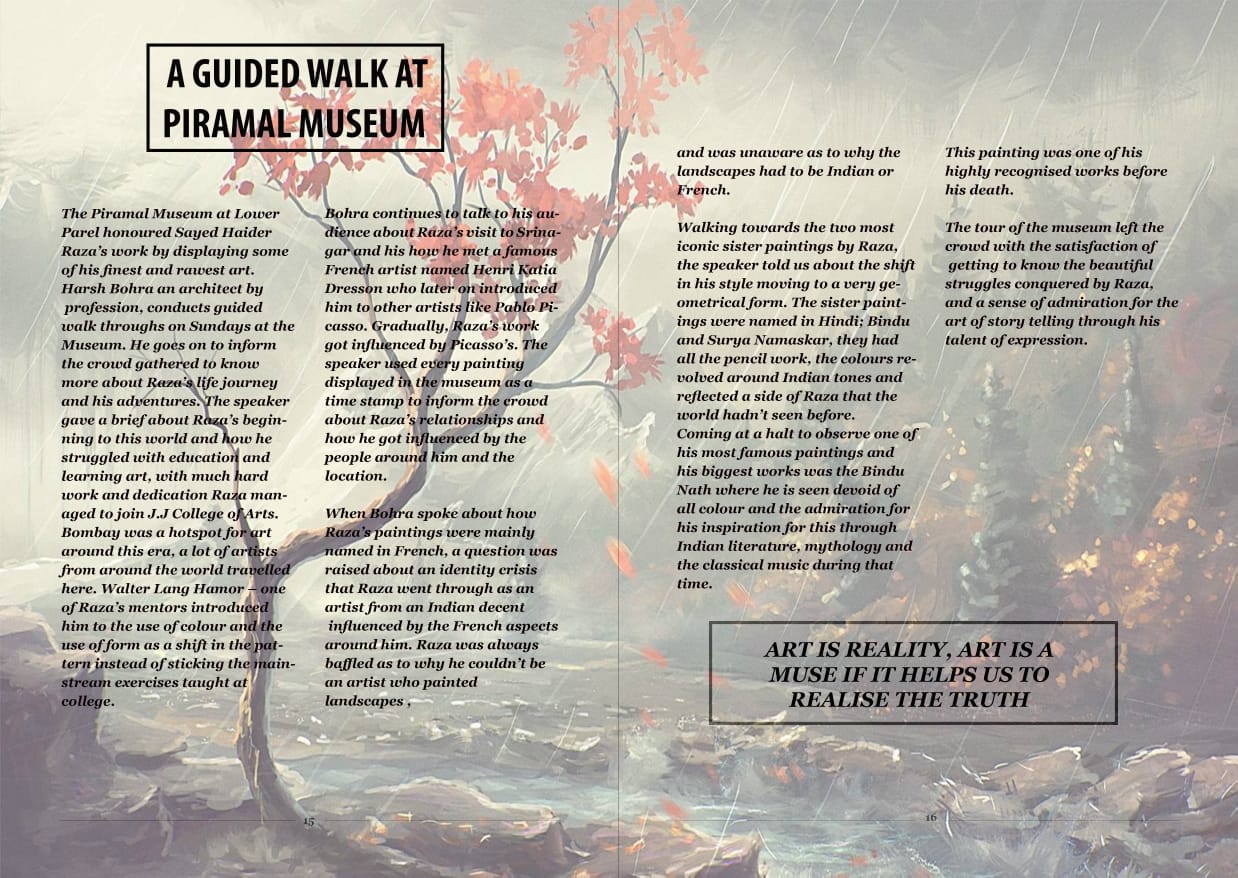 A GUIDED WALK AT
PIRAMAL MUSEUM
The Piramal Museum at Lower
Parel honoured Sayed Haider
Raza's work by displaying some
of his finest and rawest art.
Harsh Bohra an architect by
profession, conducts guided
walk throughs on Sundays at the
Museum. He goes on to inform
the crowd gathered to know
more about Raza's life journey
and his adventures. The speaker
gave a brief about Raza's begin-
ning to this world and how he
struggled with education and
learning art, with much hard
work and dedication Raza man-
aged to join J.J College of Arts.
Bombay was a hotspot for art
around this era, a lot of artists
from around the world travelled
here. Walter Lang Hamor – one
of Raza's mentors introduced
him to the use of colour and the
use of form as a shift in the pat-
tern instead of sticking the main-
stream exercises taught at
college.
Bohra continues to talk to his au-
dience about Raza's visit to Srina-
gar and his how he met a famous
French artist named Henri Katia
Dresson who later on introduced
him to other artists like Pablo Pi-
casso. Gradually, Raza's work
got influenced by Picasso's. The
speaker used every painting
displayed in the museum as a
time stamp to inform the crowd
about Raza's relationships and
how he got influenced by the
people around him and the
location.
When Bohra spoke about how
Raza's paintings were mainly
named in French, a question was
raised about an identity crisis
that Raza went through as an
artist from an Indian decent
influenced by the French aspects
around him. Raza was always
baffled as to why he couldn't be
an artist who painted
landscapes ,
15
and was unaware as to why the
landscapes had to be Indian or
French.
Walking towards the two most
iconic sister paintings by Raza,
the speaker told us about the shift
in his style moving to a very ge-
ometrical form. The sister paint-
ings were named in Hindi; Bindu
and Surya Namaskar, they had
all the pencil work, the colours re-
volved around Indian tones and
reflected a side of Raza that the
world hadn't seen before.
Coming at a halt to observe one of
his most famous paintings and
his biggest works was the Bindu
Nath where he is seen devoid of
all colour and the admiration for
his inspiration for this through
Indian literature, mythology and
the classical music during that
time.
This painting was one of his
highly recognised works before
his death.
The tour of the museum left the
crowd with the satisfaction of
getting to know the beautiful
struggles conquered by Raza,
and a sense of admiration for the
art of story telling through his
talent of expression.
ART IS REALITY, ART IS A
MUSE IF IT HELPS US TO
REALISE THE TRUTH
16